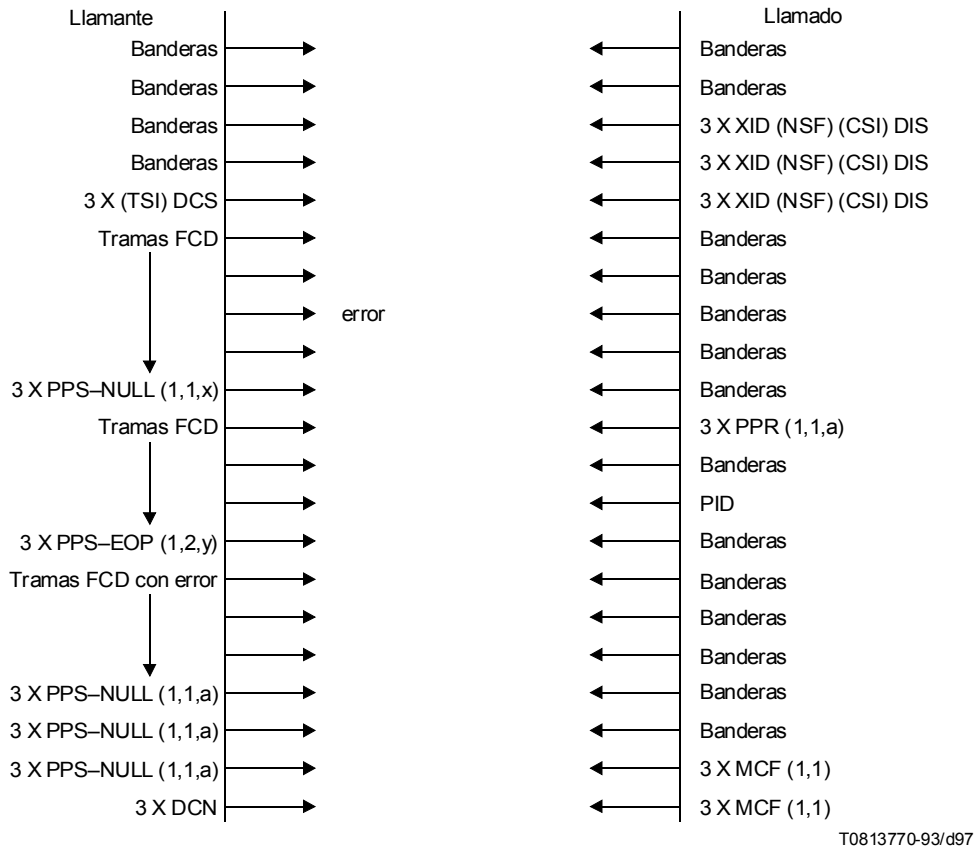 Llamante Llamado
Banderas Banderas
Banderas Banderas
Banderas 3 X XID (NSF) (CSI) DIS
Banderas 3 X XID (NSF) (CSI) DIS
3 X (TSI) DCS 3 X XID (NSF) (CSI) DIS
Tramas FCD Banderas
Banderas
error Banderas
Banderas
3 X PPS–NULL (1,1,x) Banderas
Tramas FCD 3 X PPR (1,1,a)
Banderas
PID
3 X PPS–EOP (1,2,y) Banderas
Tramas FCD con error Banderas
Banderas
Banderas
3 X PPS–NULL (1,1,a) Banderas
3 X PPS–NULL (1,1,a) Banderas
3 X PPS–NULL (1,1,a) 3 X MCF (1,1)
3 X DCN 3 X MCF (1,1)
T0813770-93/d97